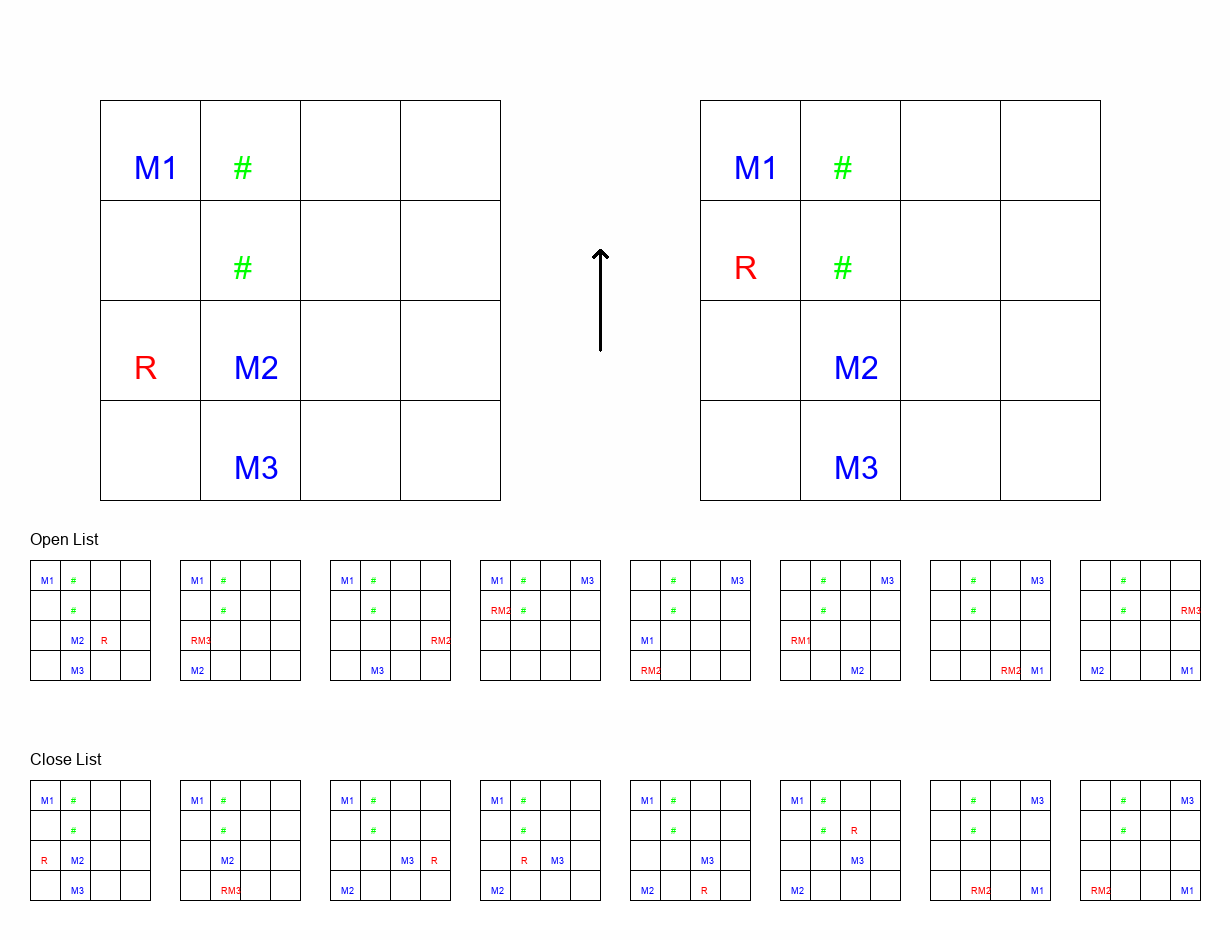 M1 # M1 #
# R #
R M2 M2
M3 M3
Open List
M1 # M1 # M1 # M1 # M3 # M3 # M3 # M3 #
# # # RM2 # # # # # RM3
M2 R RM3 RM2 M1 RM1
M3 M2 M3 RM2 M2 RM2 M1 M2 M1
Close List
M1 # M1 # M1 # M1 # M1 # M1 # # M3 # M3
# # # # # # R # #
R M2 M2 M3 R R M3 M3 M3
M3 RM3 M2 M2 M2 R M2 RM2 M1 RM2 M1